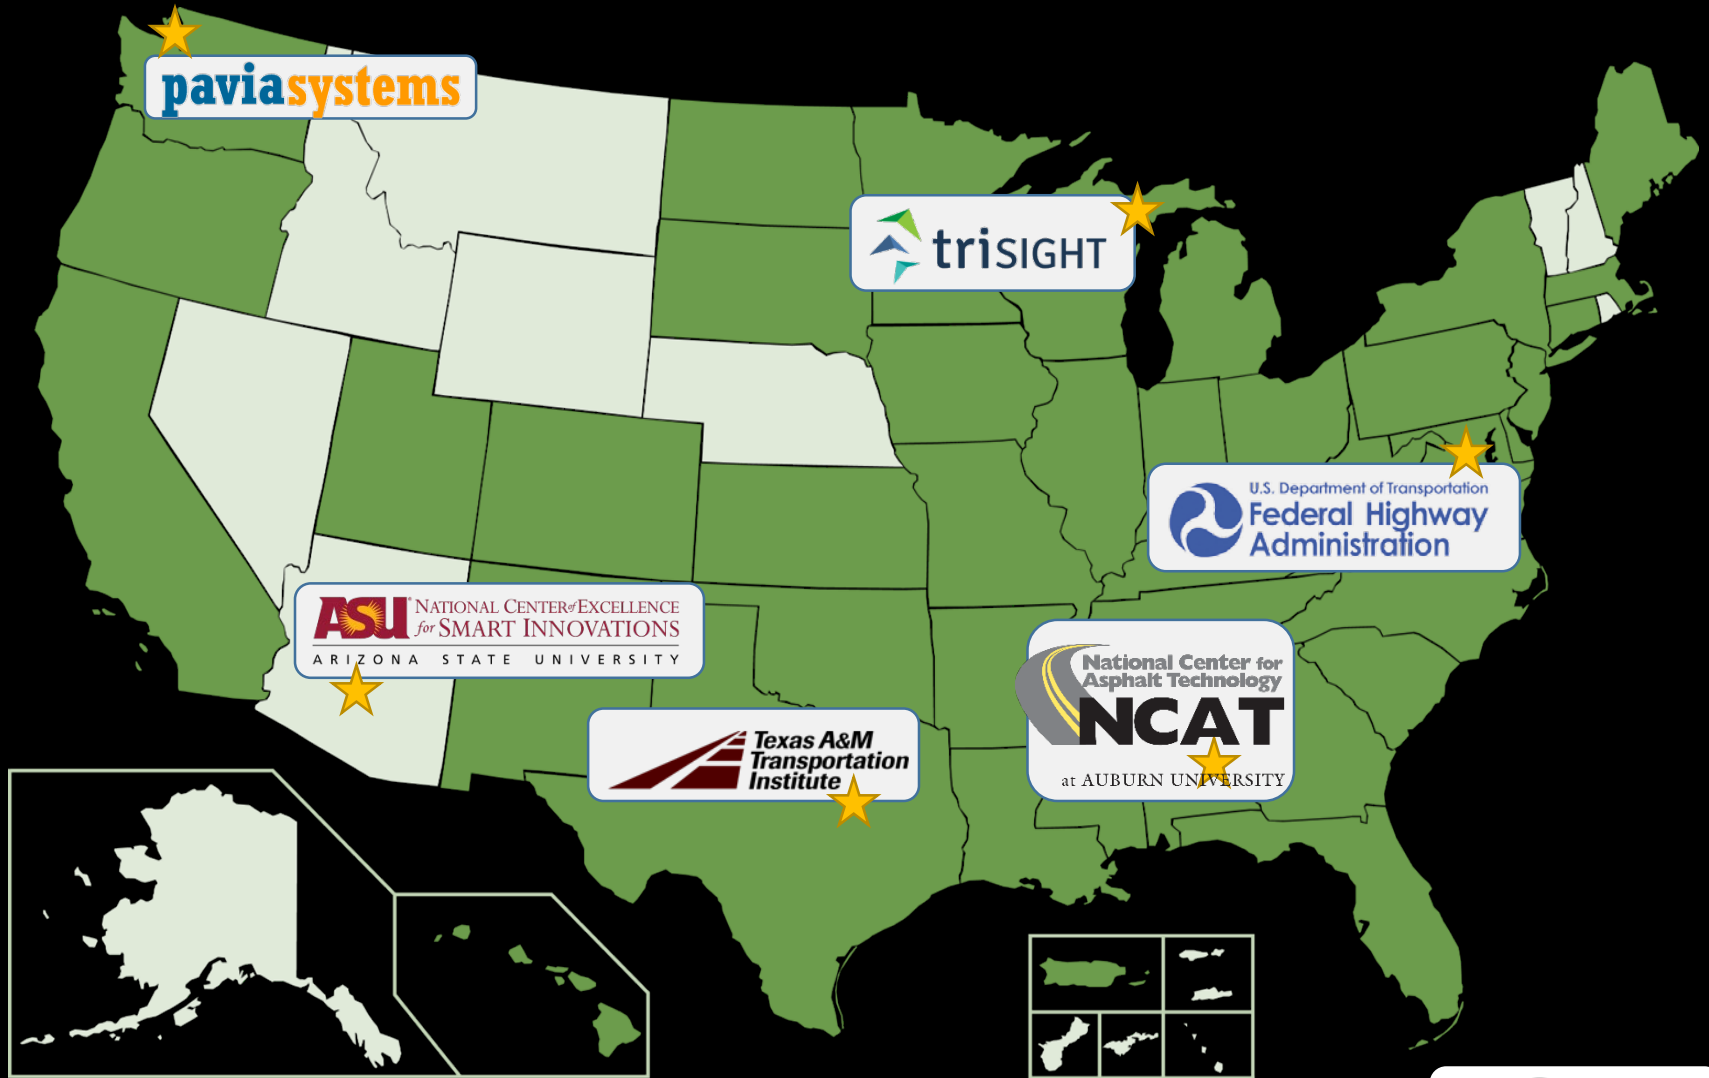 paviasystems
triSIGHT
U.S. Department of Transportation
Federal Highway
Administration
ASU NATIONAL CENTER of EXCELLENCE
for SMART INNOVATIONS
ARIZONA STATE UNIVERSITY
National Center for
Asphalt Technology
NCAT
at AUBURN UNIVERSITY
Texas A&M
Transportation
Institute